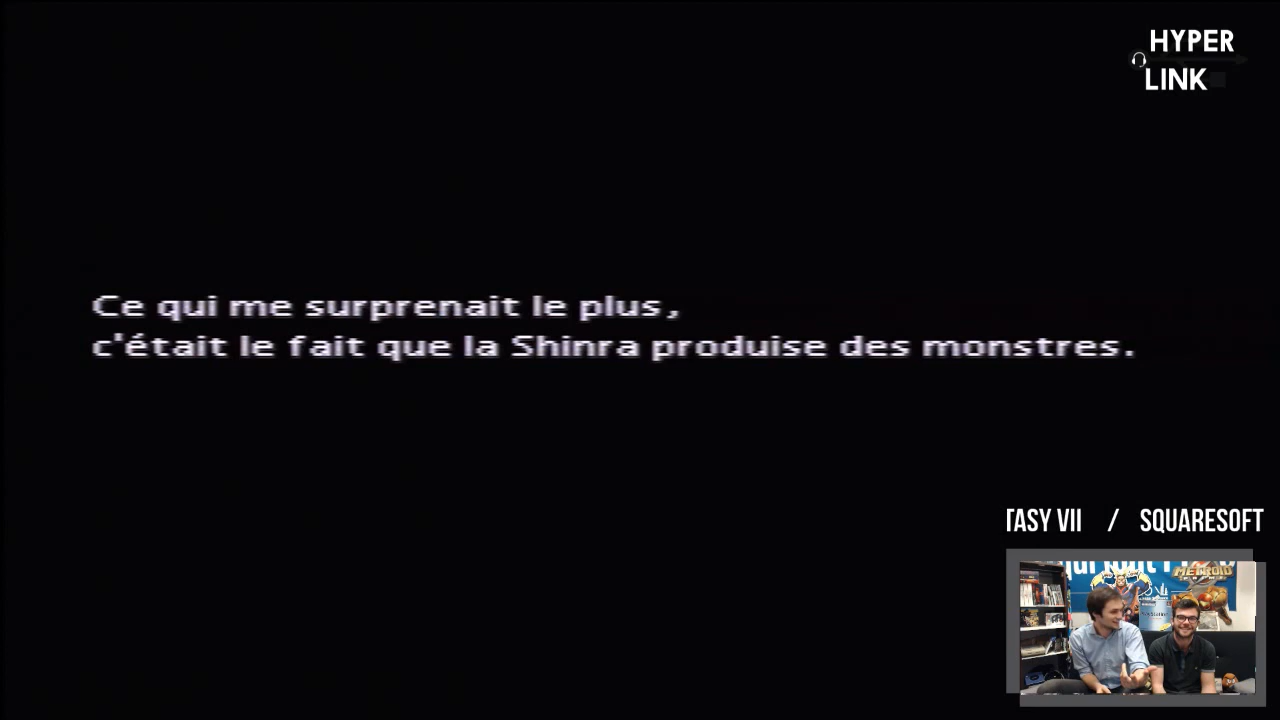 HYPER
LINK
Ce qui me surprenait le plus,
c'était le fait que la Shinra produise des monstres.
TASY VII / SQUARESOFT
METROID